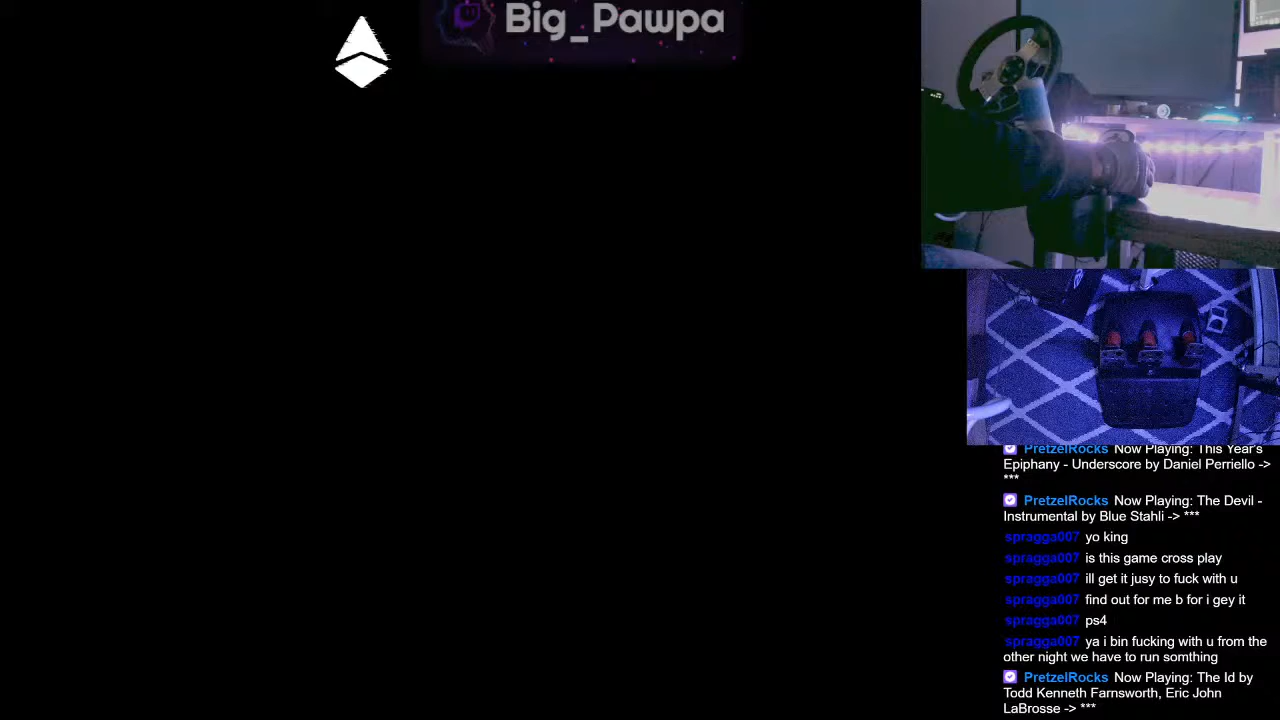 Big_Pawpa
PretzelRocks Now Playing: This Year's
Epiphany - Underscore by Daniel Perriello ->
***
PretzelRocks Now Playing: The Devil -
Instrumental by Blue Stahli -> ***
spragga007 yo king
spragga007 is this game cross play
spragga007 ill get it jusy to fuck with u
spragga007 find out for me b for i gey it
spragga007 ps4
spragga007 ya i bin fucking with u from the
other night we have to run somthing
PretzelRocks Now Playing: The Id by
Todd Kenneth Farnsworth, Eric John
LaBrosse -> ***